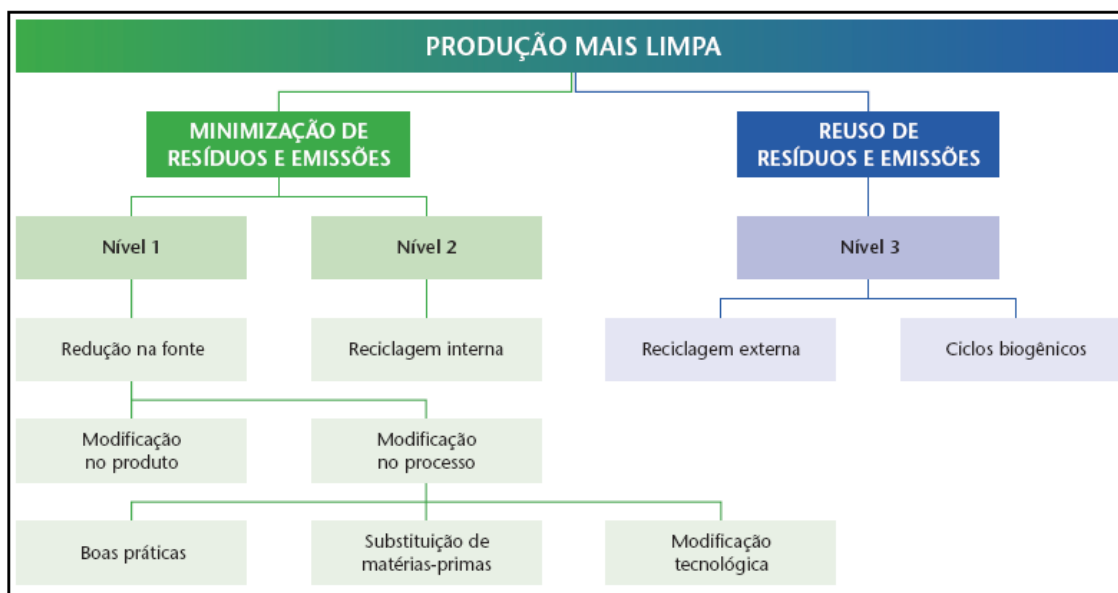 PRODUÇÃO MAIS LIMPA
MINIMIZAÇÃO DE
RESÍDUOS E EMISSÕES
REUSO DE
RESÍDUOS E EMISSÕES
Nível 1
Nível 2
Nível 3
Redução na fonte
Reciclagem interna
Reciclagem externa
Ciclos biogênicos
Modificação
no produto
Modificação
no processo
Boas práticas
Substituição de
matérias-primas
Modificação
tecnológica